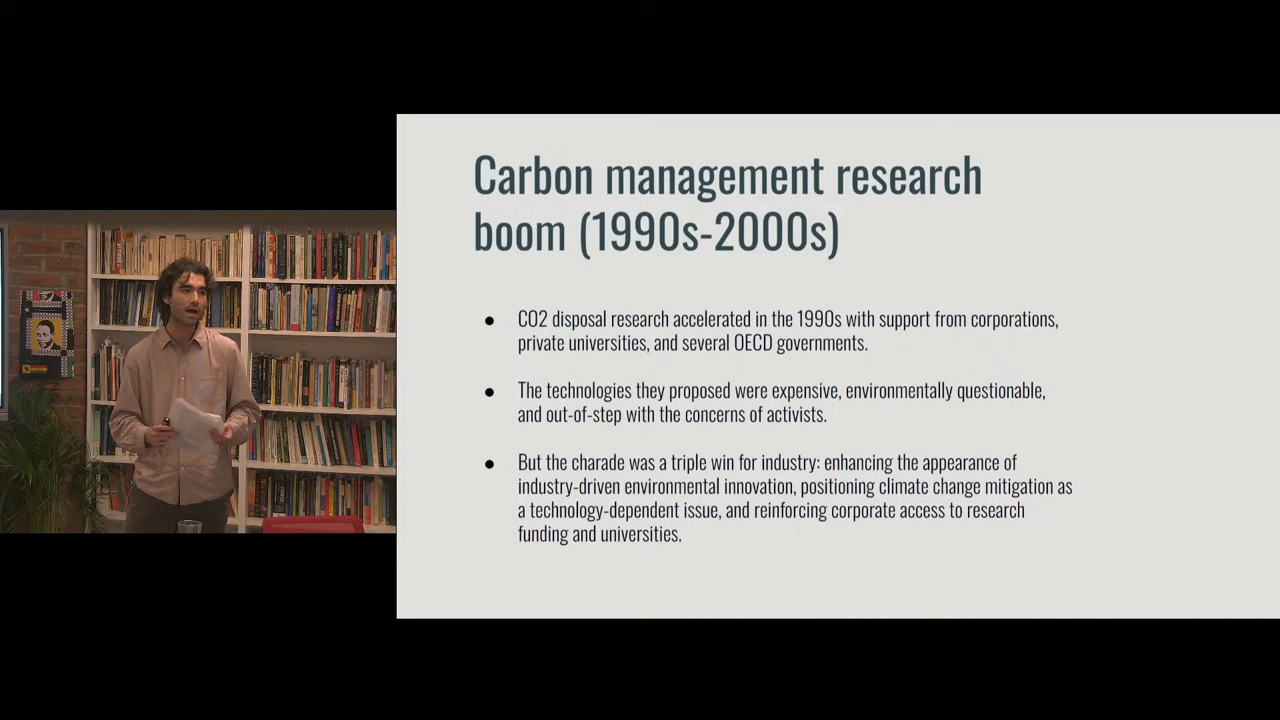 Carbon management research
boom (1990s-2000s)
● CO2 disposal research accelerated in the 1990s with support from corporations,
private universities, and several OECD governments.
● The technologies they proposed were expensive, environmentally questionable,
and out-of-step with the concerns of activists.
● But the charade was a triple win for industry: enhancing the appearance of
industry-driven environmental innovation, positioning climate change mitigation as
a technology-dependent issue, and reinforcing corporate access to research
funding and universities.